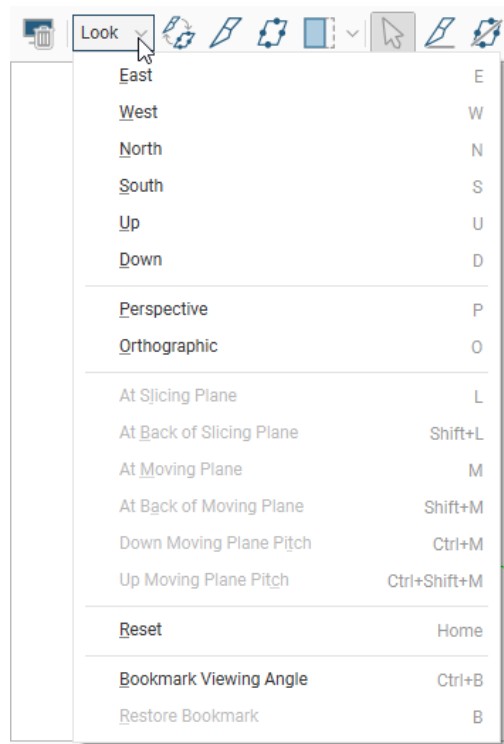 Look
East E
West W
North N
South S
Up U
Down D
Perspective P
Orthographic O
At Slicing Plane L
At Back of Slicing Plane Shift+L
At Moving Plane M
At Back of Moving Plane Shift+M
Down Moving Plane Pitch Ctrl+M
Up Moving Plane Pitch Ctrl+Shift+M
Reset Home
Bookmark Viewing Angle Ctrl+B
Restore Bookmark B